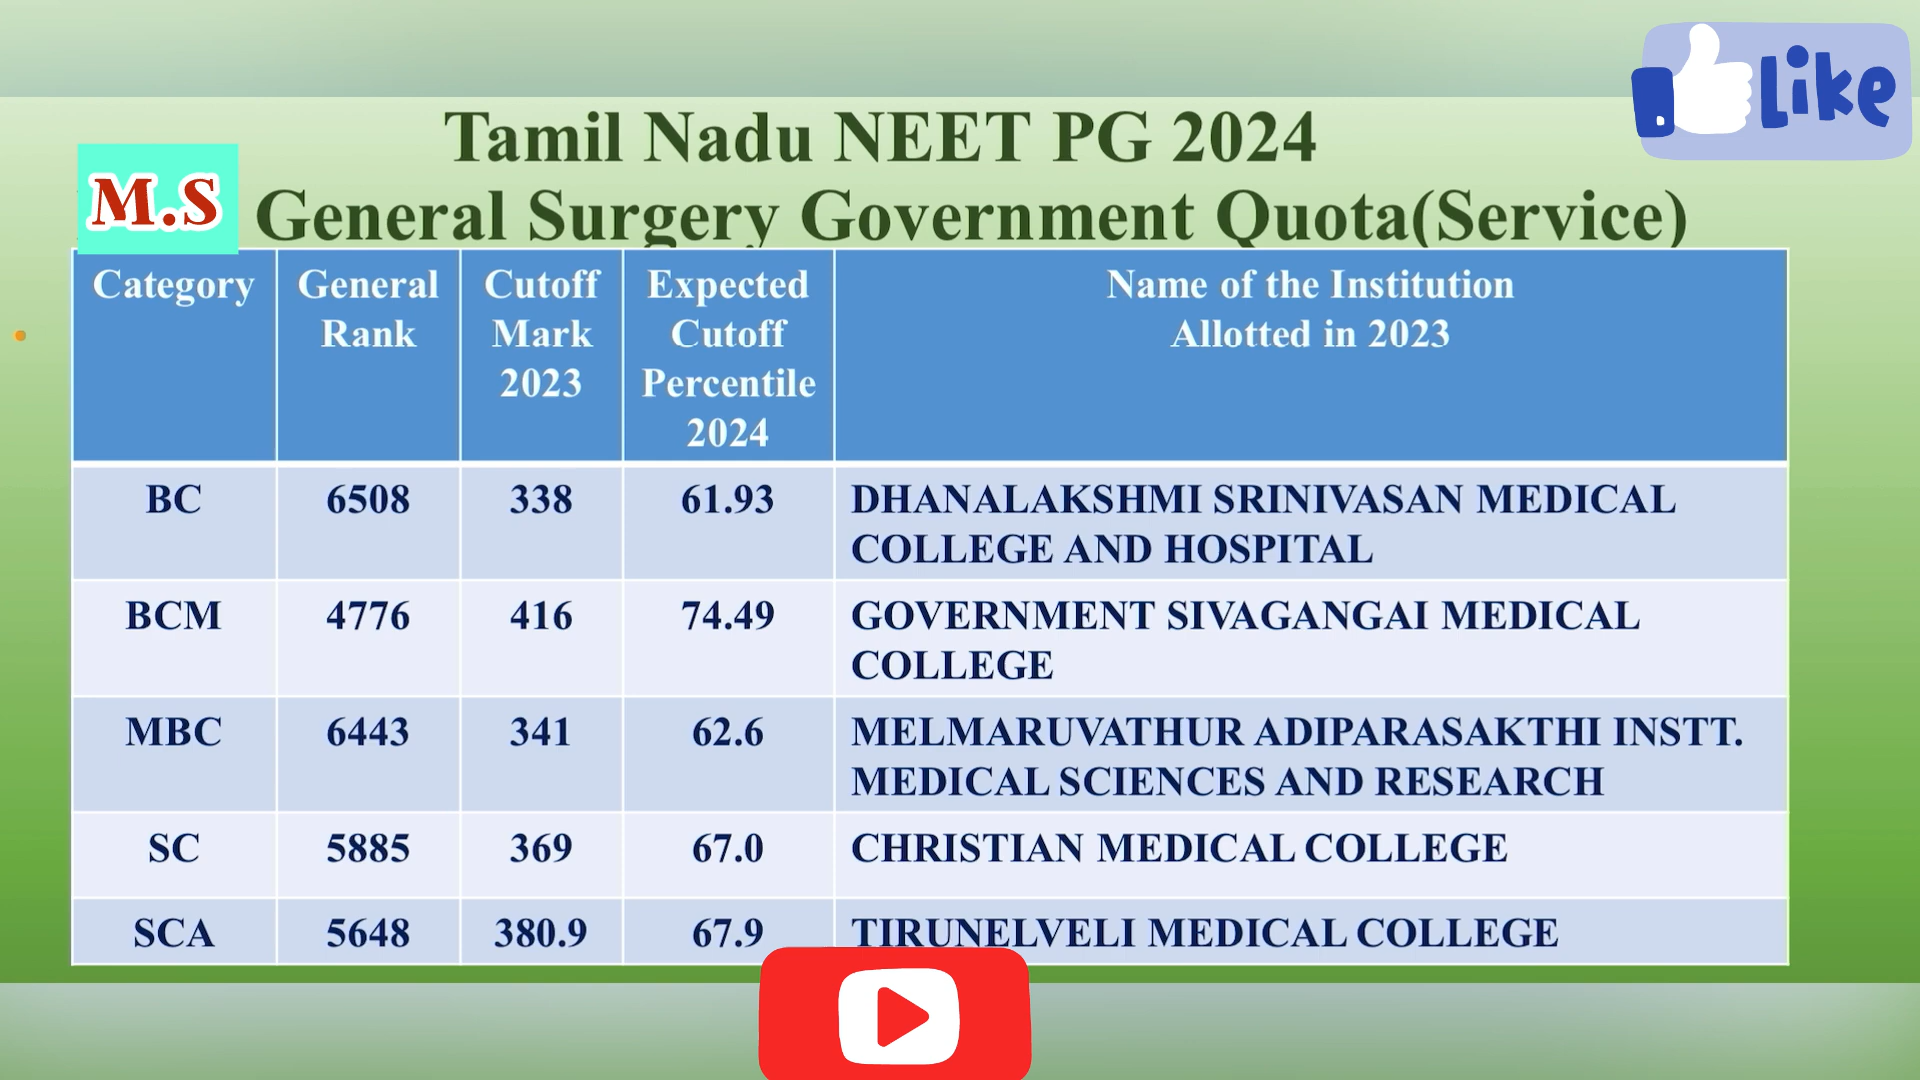 like
Tamil Nadu NEET PG 2024
M.S General Surgery Government Quota(Service)
Category General Rank Cutoff Mark 2023 Expected Cutoff Percentile 2024 Name of the Institution Allotted in 2023
BC 6508 338 61.93 DHANALAKSHMI SRINIVASAN MEDICAL
COLLEGE AND HOSPITAL
BCM 4776 416 74.49 GOVERNMENT SIVAGANGAI MEDICAL
COLLEGE
MBC 6443 341 62.6 MELMARUVATHUR ADIPARASAKTHI INSTT.
MEDICAL SCIENCES AND RESEARCH
SC 5885 369 67.0 CHRISTIAN MEDICAL COLLEGE
SCA 5648 380.9 67.9 TIRUNELVELI MEDICAL COLLEGE